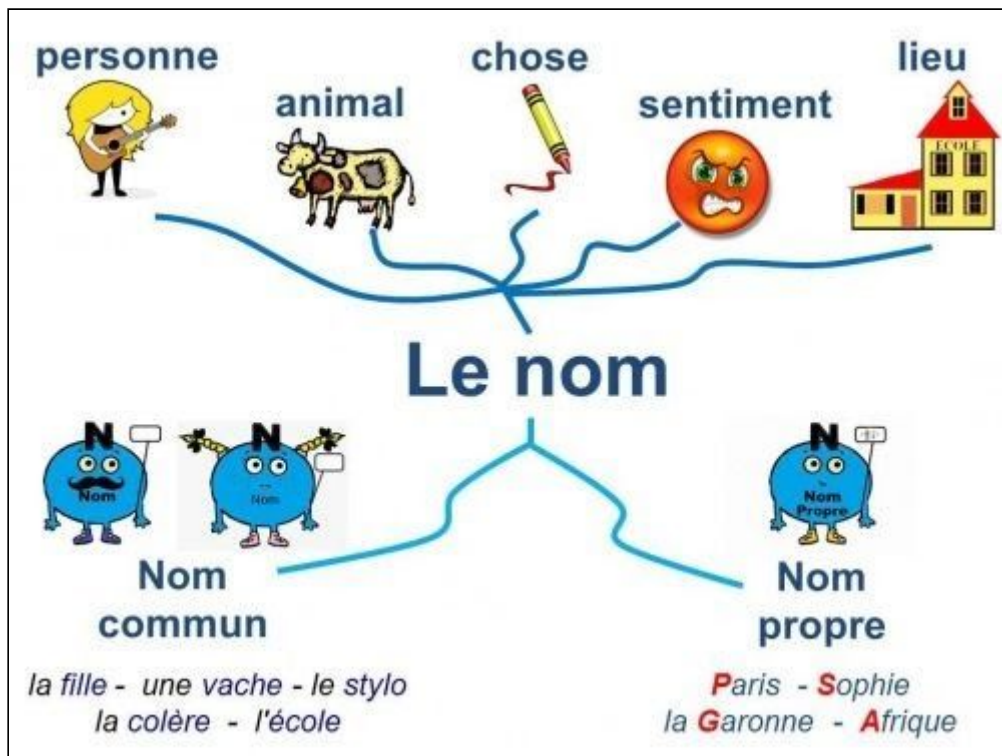 personne
chose
lieu
animal
sentiment
ECOLE
Le nom
N
Nom
N
Nom
N
Nom
Propre
Nom
commun
Nom
propre
la fille - une vache - le stylo
la colère - l'école
Paris - Sophie
la Garonne - Afrique